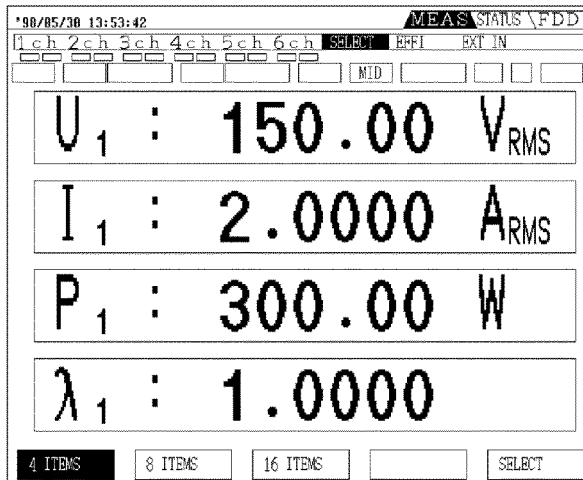 '98/05/30 13:53:42 MEAS STATUS FDD
1ch 2ch 3ch 4ch 5ch 6ch SELECT EFFI EXT IN
MID
U1 : 150.00 VRMS
I1 : 2.0000 ARMS
P1 : 300.00 W
λ1 : 1.0000
4 ITEMS 8 ITEMS 16 ITEMS SELECT